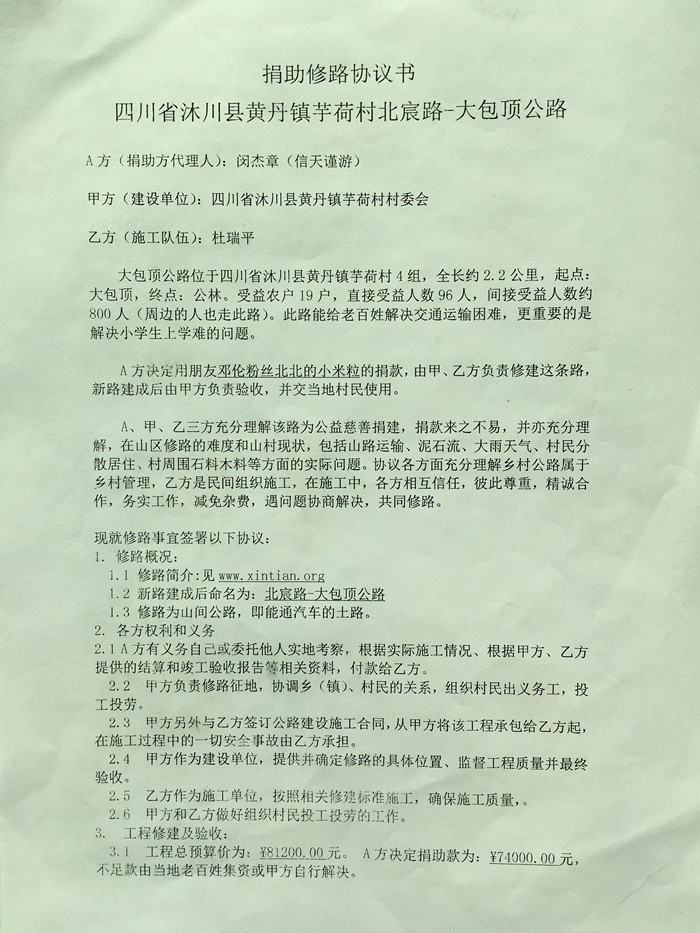 捐助修路协议书
四川省沐川县黄丹镇芋荷村北宸路-大包顶公路
A方（捐助方代理人）：闵杰章（信天谨游）
甲方（建设单位）：四川省沐川县黄丹镇芋荷村村委会
乙方（施工队伍）：杜瑞平
大包顶公路位于四川省沐川县黄丹镇芋荷村4组，全长约2.2公里，起点：
大包顶，终点：公林。受益农户19户，直接受益人数96人，间接受益人数约
800人（周边的人也走此路）。此路能给老百姓解决交通运输困难，更重要的是
解决小学生上学难的问题。
A方决定用朋友邓伦粉丝北北的小米粒的捐款，由甲、乙方负责修建这条路，
新路建成后由甲方负责验收，并交当地村民使用。
A、甲、乙三方充分理解该路为公益慈善捐建，捐款来之不易，并亦充分理
解，在山区修路的难度和山村现状，包括山路运输、泥石流、大雨天气、村民分
散居住、村周围石料木料等方面的实际问题。协议各方面充分理解乡村公路属于
乡村管理，乙方是民间组织施工，在施工中，各方相互信任，彼此尊重，精诚合
作，务实工作，减免杂费，遇问题协商解决，共同修路。
现就修路事宜签署以下协议：
1. 修路概况：
1.1 修路简介:见www.xintian.org
1.2 新路建成后命名为：北宸路-大包顶公路
1.3 修路为山间公路，即能通汽车的土路。
2. 各方权利和义务
2.1 A方有义务自己或委托他人实地考察，根据实际施工情况、根据甲方、乙方
提供的结算和竣工验收报告等相关资料，付款给乙方。
2.2 甲方负责修路征地，协调乡（镇）、村民的关系，组织村民出义务工，投
工投劳。
2.3 甲方另外与乙方签订公路建设施工合同，从甲方将该工程承包给乙方起，
在施工过程中的一切安全事故由乙方承担。
2.4 甲方作为建设单位，提供并确定修路的具体位置、监督工程质量并最终
验收。
2.5 乙方作为施工单位，按照相关修建标准施工，确保施工质量，。
2.6 甲方和乙方做好组织村民投工投劳的工作。
3. 工程修建及验收：
3.1 工程总预算价为：¥81200.00元。 A方决定捐助款为：¥74000.00元，
不足款由当地老百姓集资或甲方自行解决。